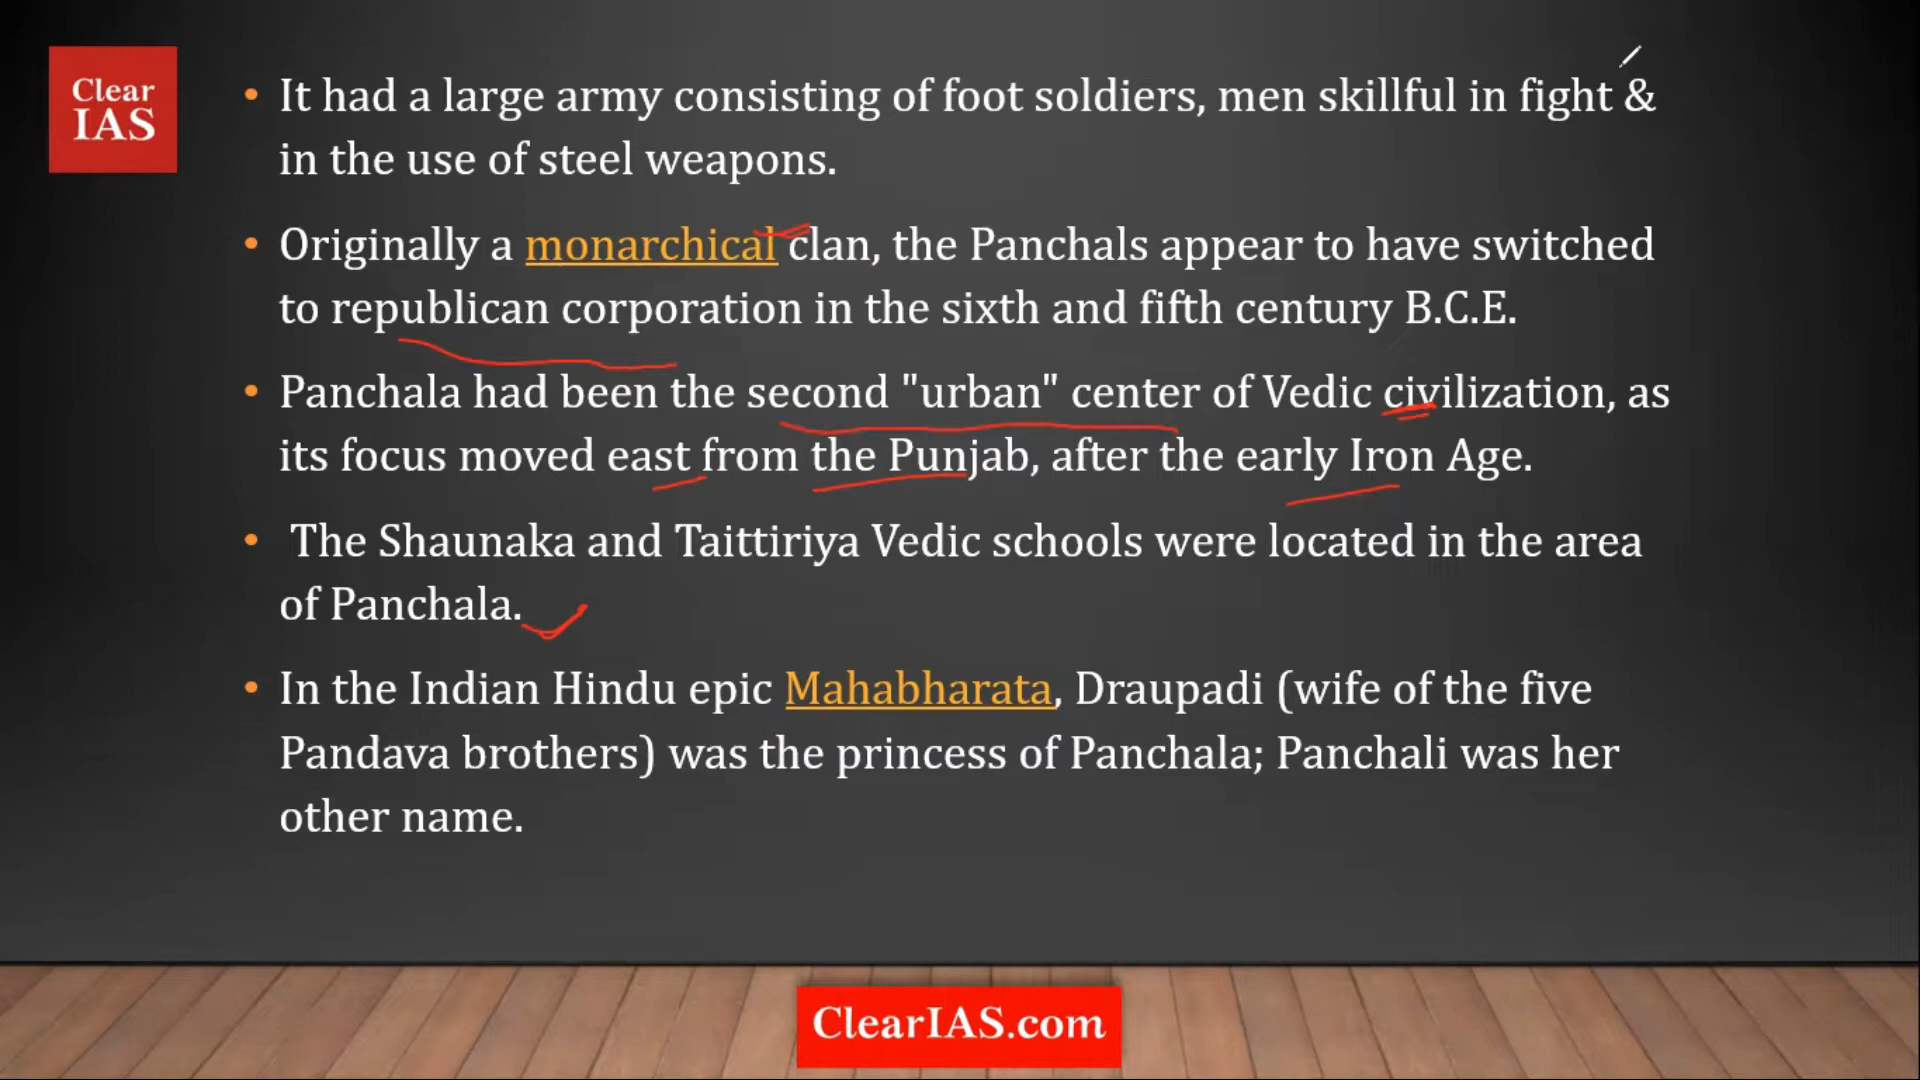 Clear
IAS
• It had a large army consisting of foot soldiers, men skillful in fight &
in the use of steel weapons.
• Originally a monarchical clan, the Panchals appear to have switched
to republican corporation in the sixth and fifth century B.C.E.
• Panchala had been the second "urban" center of Vedic civilization, as
its focus moved east from the Punjab, after the early Iron Age.
• The Shaunaka and Taittiriya Vedic schools were located in the area
of Panchala.
• In the Indian Hindu epic Mahabharata, Draupadi (wife of the five
Pandava brothers) was the princess of Panchala; Panchali was her
other name.
ClearIAS.com